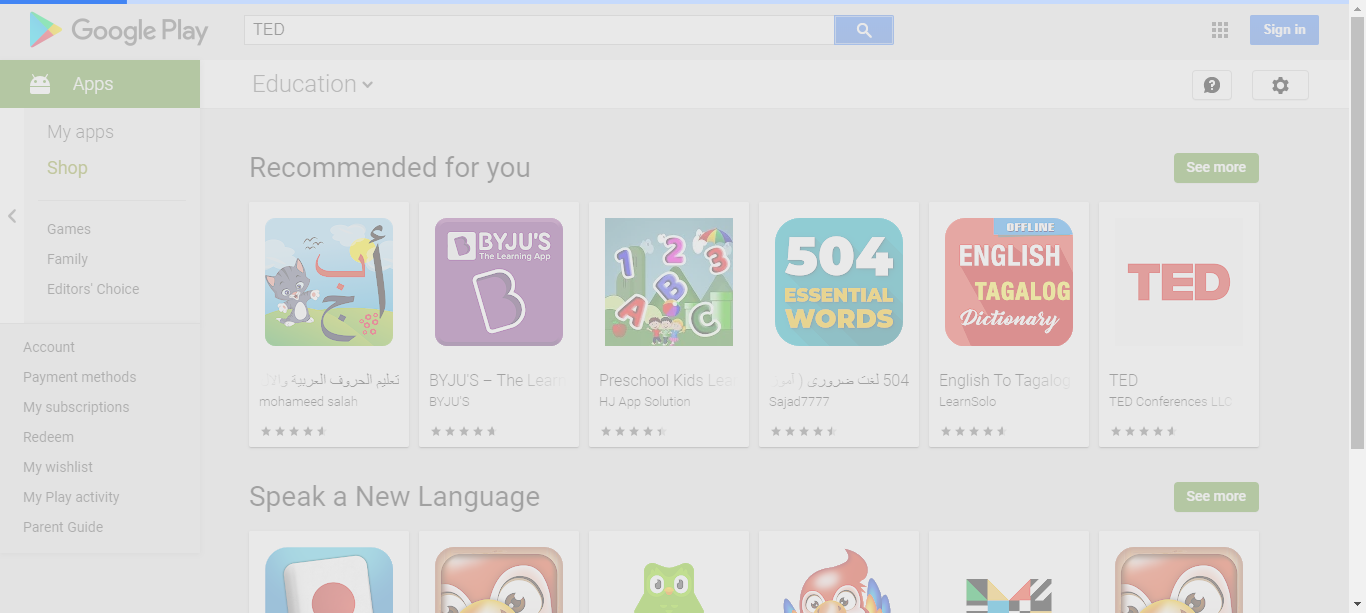 Google Play
TED
Sign in
Apps
Education
My apps
Shop
Games
Family
Editors' Choice
Account
Payment methods
My subscriptions
Redeem
My wishlist
My Play activity
Parent Guide
Recommended for you
See more
أ
ب
ج
تعليم الحروف العربية
mohameed salah
BYJU'S
The Learning App
B
BYJU'S – The Lear
BYJU'S
1 2 3
A B C
Preschool Kids Lea
HJ App Solution
504
ESSENTIAL
WORDS
504 لغت ضروری ( آمور
Sajad7777
OFFLINE
ENGLISH
TAGALOG
Dictionary
English To Tagalog
LearnSolo
TED
TED
TED Conferences LLC
Speak a New Language
See more